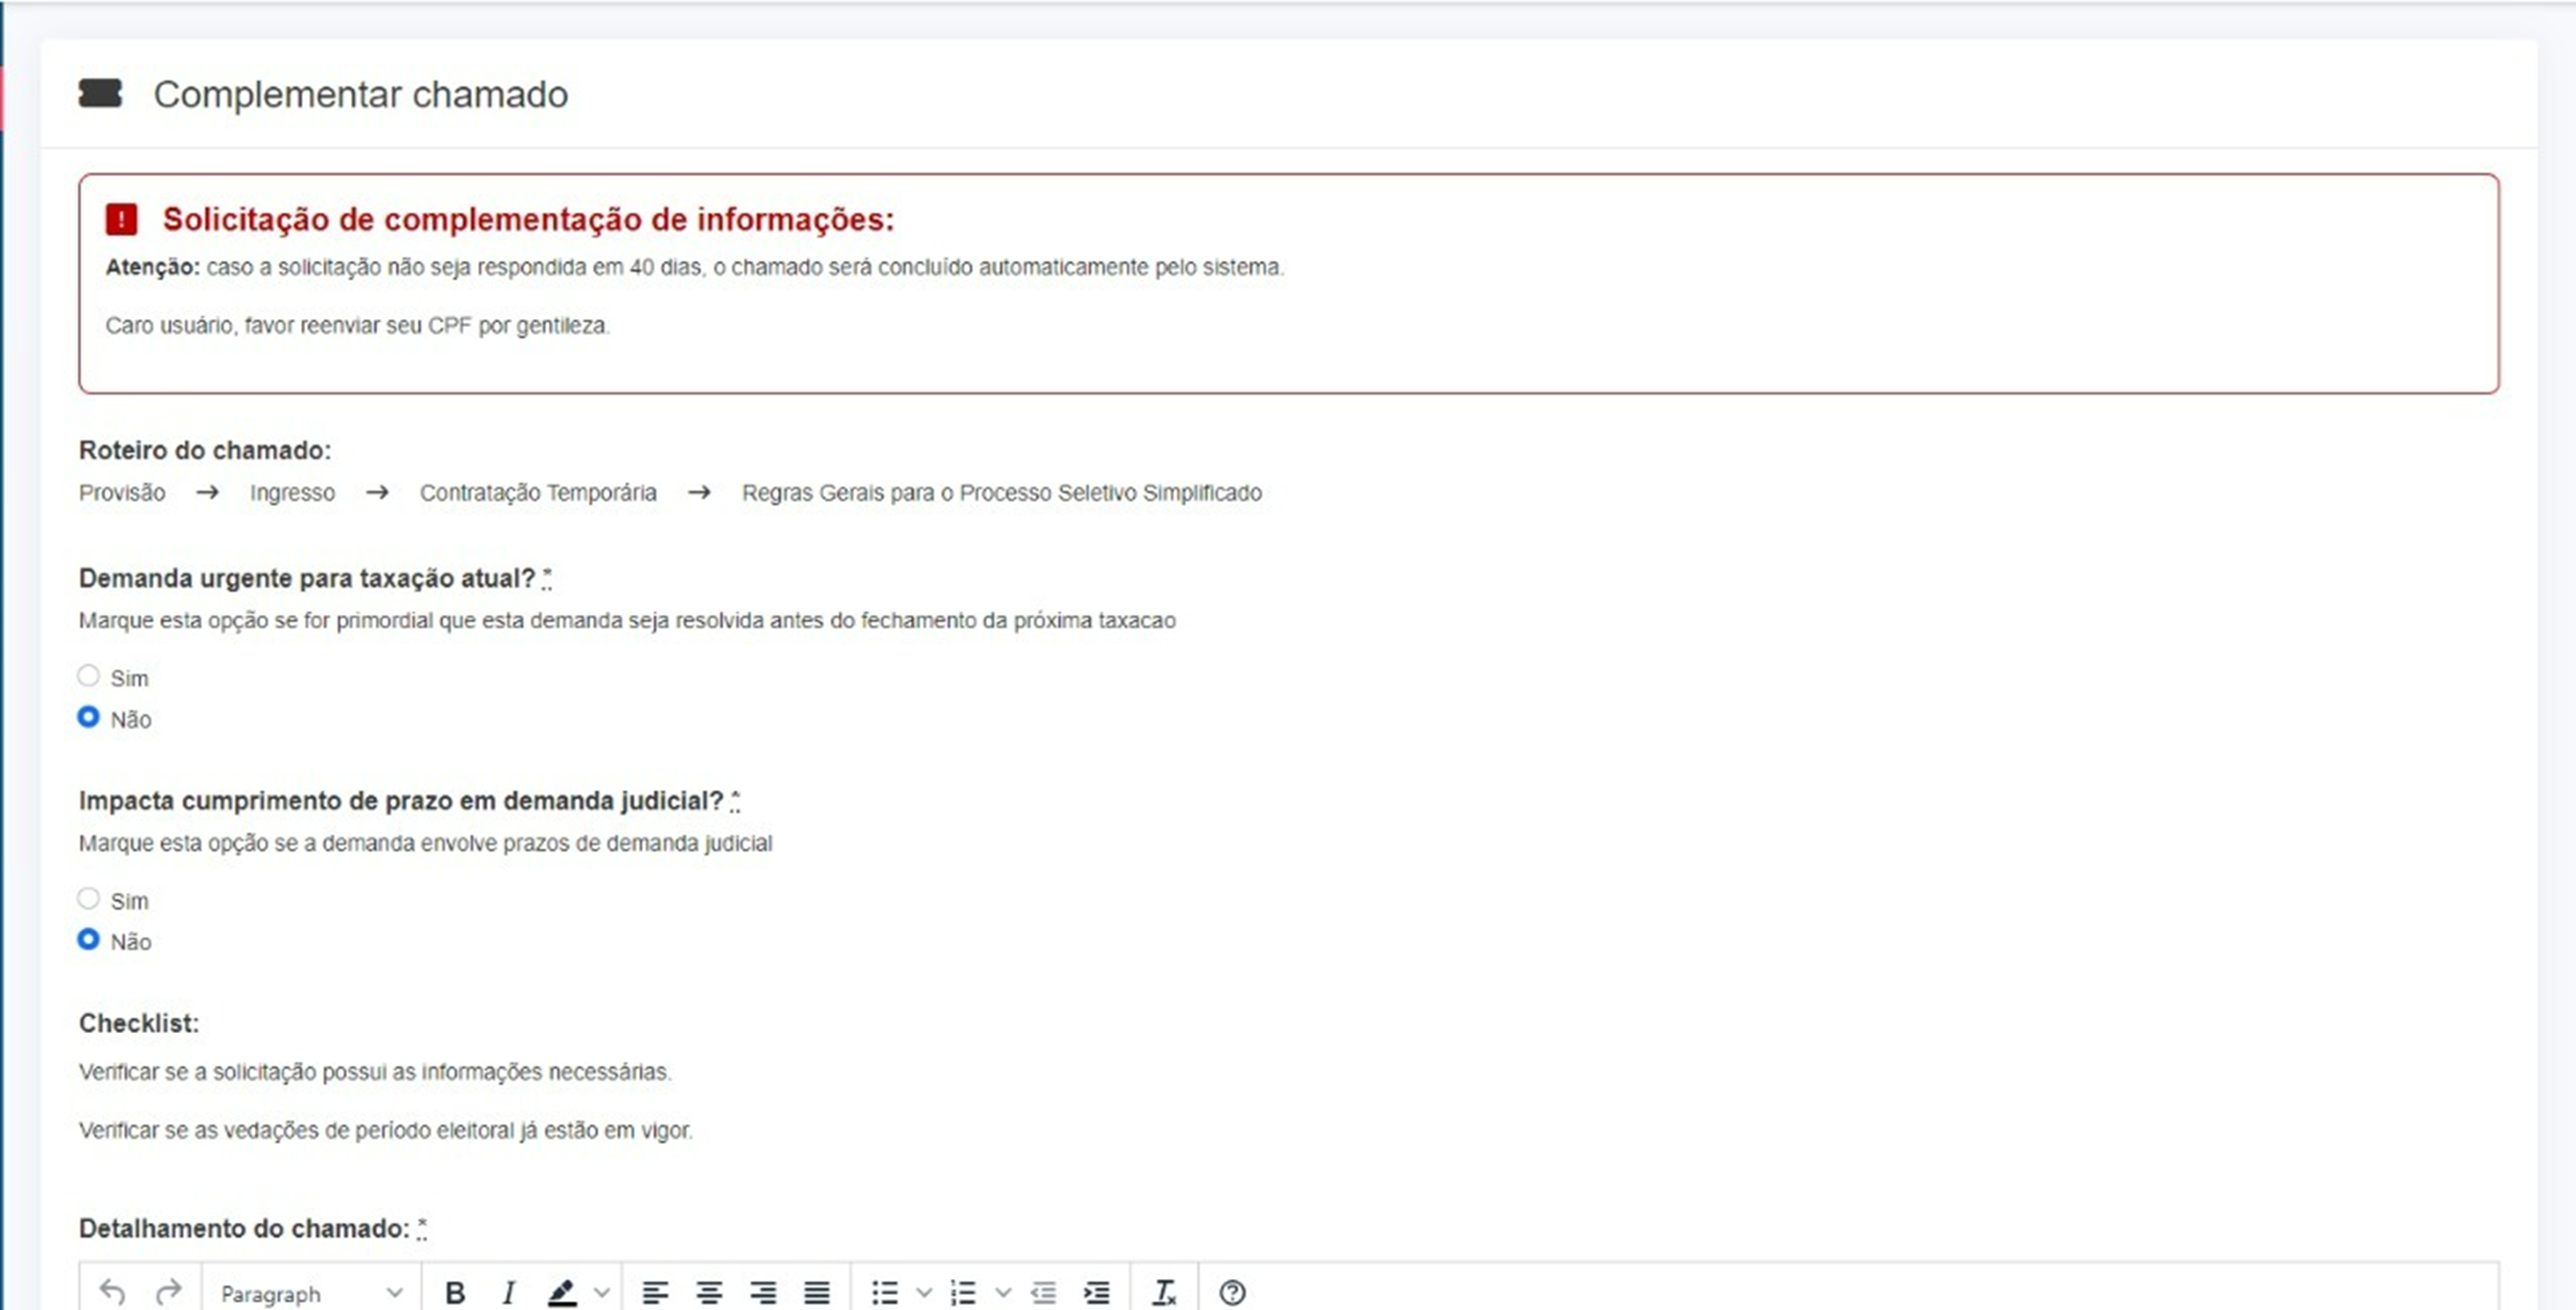 Complementar chamado
! Solicitação de complementação de informações:
Atenção: caso a solicitação não seja respondida em 40 dias, o chamado será concluído automaticamente pelo sistema.
Caro usuário, favor reenviar seu CPF por gentileza.
Roteiro do chamado:
Provisão → Ingresso → Contratação Temporária → Regras Gerais para o Processo Seletivo Simplificado
Demanda urgente para taxação atual? *
Marque esta opção se for primordial que esta demanda seja resolvida antes do fechamento da próxima taxacao
Sim
Não
Impacta cumprimento de prazo em demanda judicial? *
Marque esta opção se a demanda envolve prazos de demanda judicial
Sim
Não
Checklist:
Verificar se a solicitação possui as informações necessárias.
Verificar se as vedações de período eleitoral já estão em vigor.
Detalhamento do chamado: *
Paragraph B I